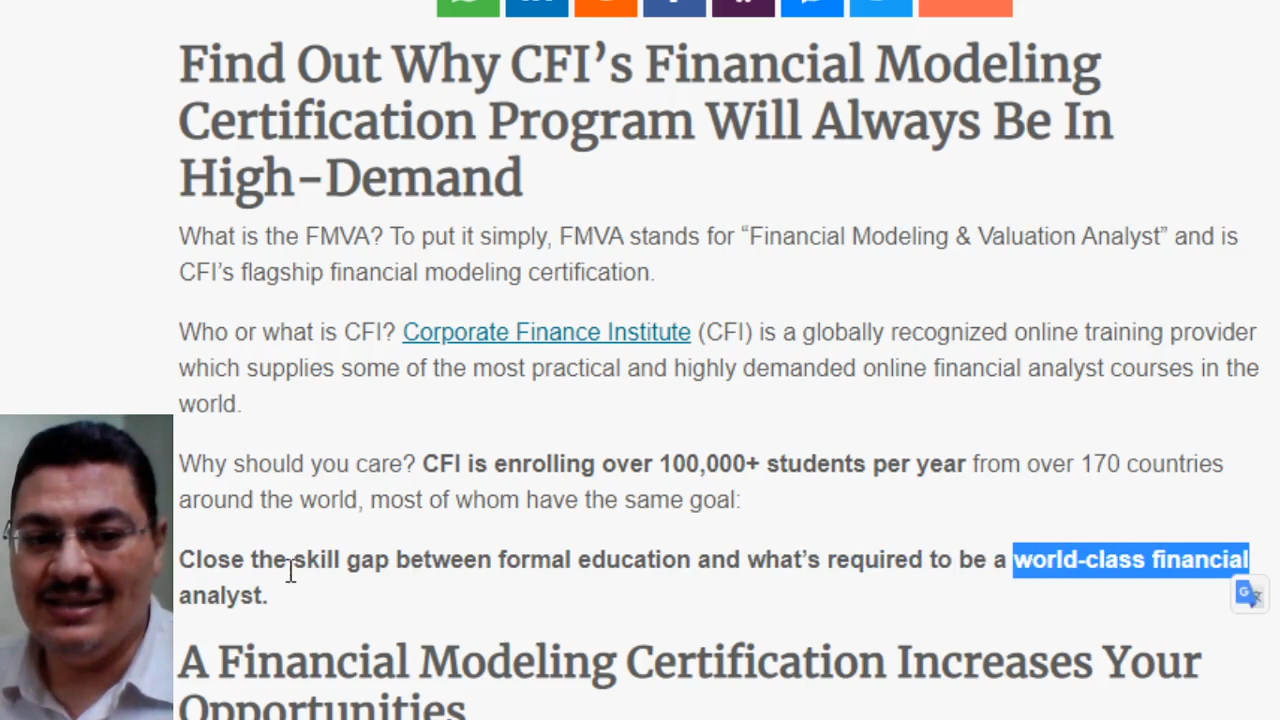 Find Out Why CFI’s Financial Modeling
Certification Program Will Always Be In
High-Demand
What is the FMVA? To put it simply, FMVA stands for “Financial Modeling & Valuation Analyst” and is
CFI’s flagship financial modeling certification.
Who or what is CFI? Corporate Finance Institute (CFI) is a globally recognized online training provider
which supplies some of the most practical and highly demanded online financial analyst courses in the
world.
Why should you care? CFI is enrolling over 100,000+ students per year from over 170 countries
around the world, most of whom have the same goal:
Close the skill gap between formal education and what’s required to be a world-class financial
analyst.
A Financial Modeling Certification Increases Your
Opportunities